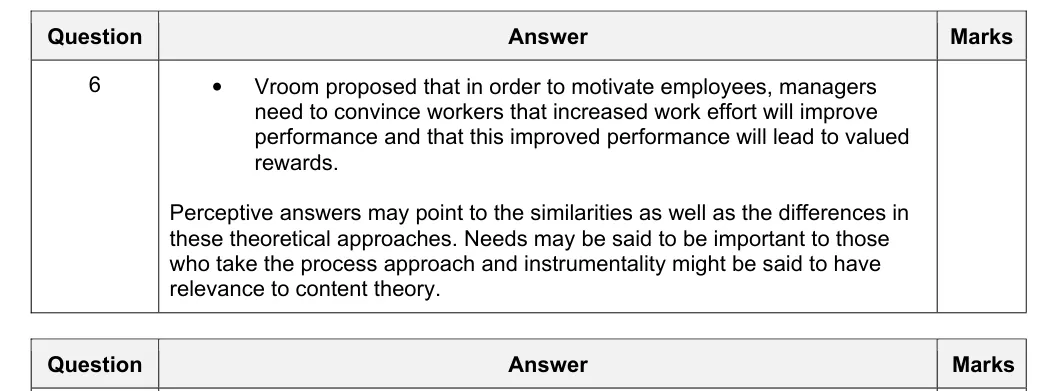 Question Answer Marks
6 • Vroom proposed that in order to motivate employees, managers
need to convince workers that increased work effort will improve
performance and that this improved performance will lead to valued
rewards.
Perceptive answers may point to the similarities as well as the differences in
these theoretical approaches. Needs may be said to be important to those
who take the process approach and instrumentality might be said to have
relevance to content theory.
Question Answer Marks